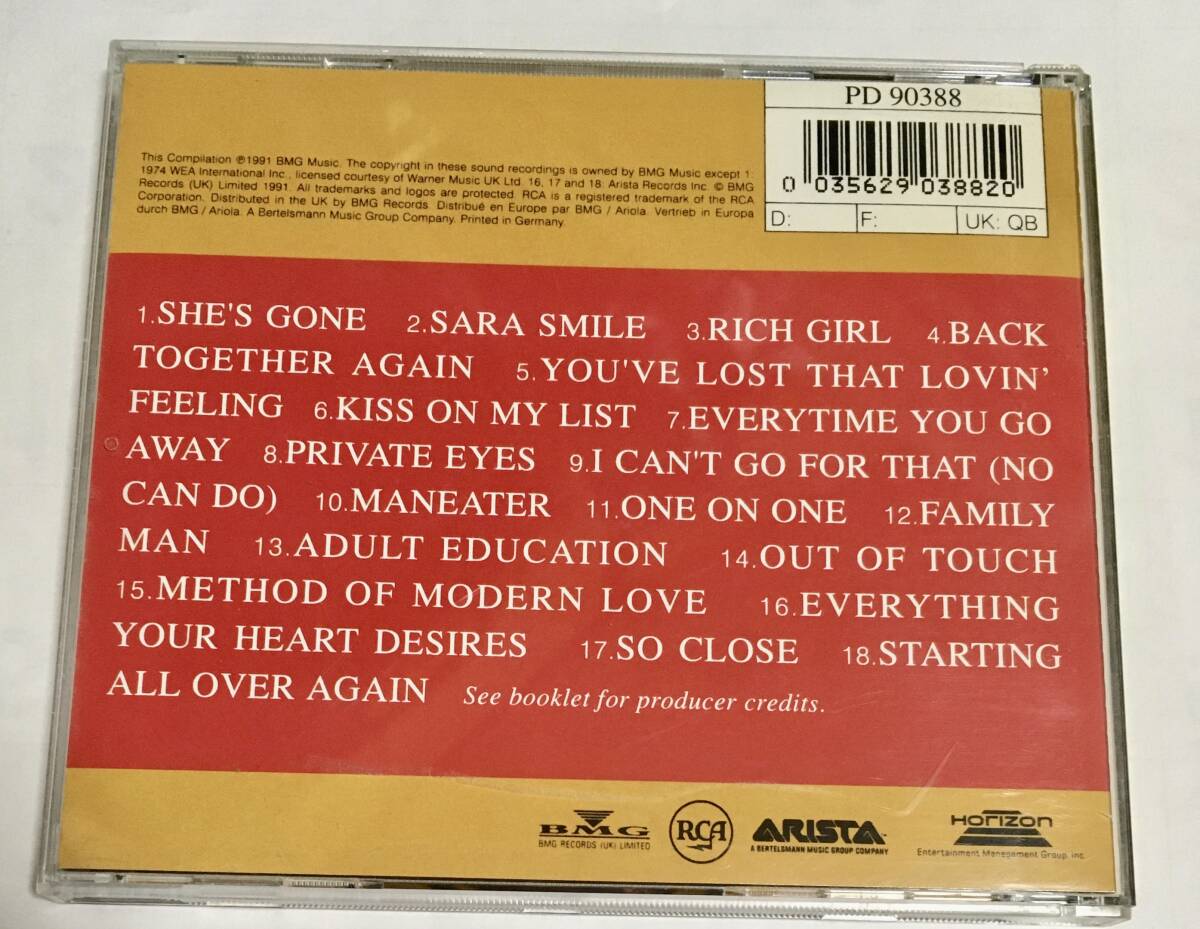 This Compilation ℗1991 BMG Music. The copyright in these sound recordings is owned by BMG Music except 1:
1974 WEA International Inc., licensed courtesy of Warner Music UK Ltd. 16, 17 and 18: Arista Records Inc. © BMG
Records (UK) Limited 1991. All trademarks and logos are protected. RCA is a registered trademark of the RCA
Corporation. Distributed in the UK by BMG Records. Distribué en Europe par BMG / Ariola. Vertrieb in Europa
durch BMG / Ariola. A Bertelsmann Music Group Company. Printed in Germany.
PD 90388
0 035629 038820
D: F: UK: QB
1.SHE'S GONE 2.SARA SMILE 3.RICH GIRL 4.BACK
TOGETHER AGAIN 5.YOU'VE LOST THAT LOVIN'
FEELING 6.KISS ON MY LIST 7.EVERYTIME YOU GO
AWAY 8.PRIVATE EYES 9.I CAN'T GO FOR THAT (NO
CAN DO) 10.MANEATER 11.ONE ON ONE 12.FAMILY
MAN 13.ADULT EDUCATION 14.OUT OF TOUCH
15.METHOD OF MODERN LOVE 16.EVERYTHING
YOUR HEART DESIRES 17.SO CLOSE 18.STARTING
ALL OVER AGAIN See booklet for producer credits.
BMG
BMG RECORDS (UK) LIMITED
RCA
ARISTA
A BERTELSMANN MUSIC GROUP COMPANY
HORIZON
Entertainment Management Group, Inc.